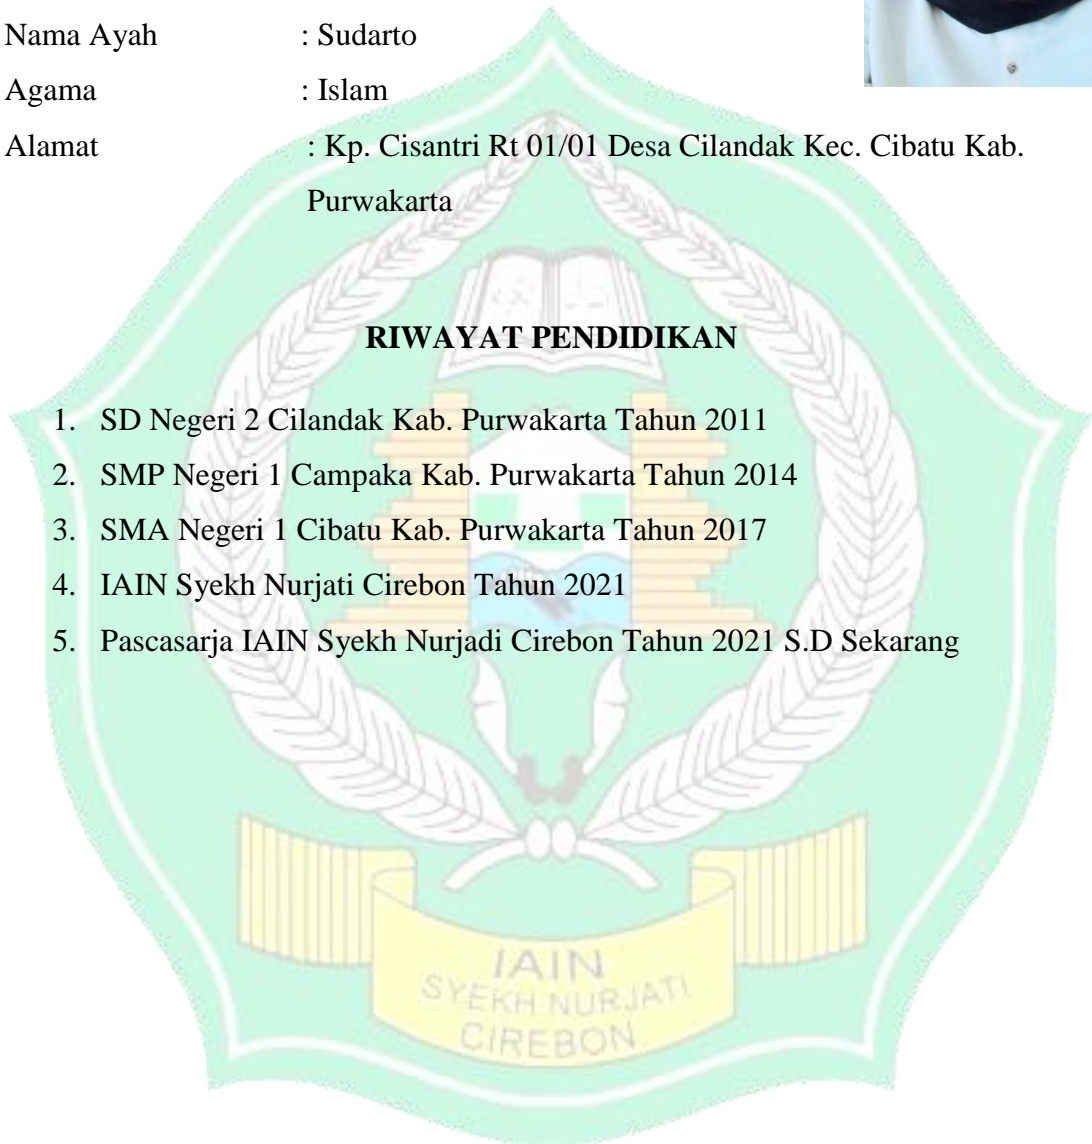 Nama Ayah : Sudarto
Agama : Islam
Alamat : Kp. Cisantri Rt 01/01 Desa Cilandak Kec. Cibatu Kab.
Purwakarta
RIWAYAT PENDIDIKAN
1. SD Negeri 2 Cilandak Kab. Purwakarta Tahun 2011
2. SMP Negeri 1 Campaka Kab. Purwakarta Tahun 2014
3. SMA Negeri 1 Cibatu Kab. Purwakarta Tahun 2017
4. IAIN Syekh Nurjati Cirebon Tahun 2021
5. Pascasarja IAIN Syekh Nurjadi Cirebon Tahun 2021 S.D Sekarang
IAIN
SYEKH NURJATI
CIREBON